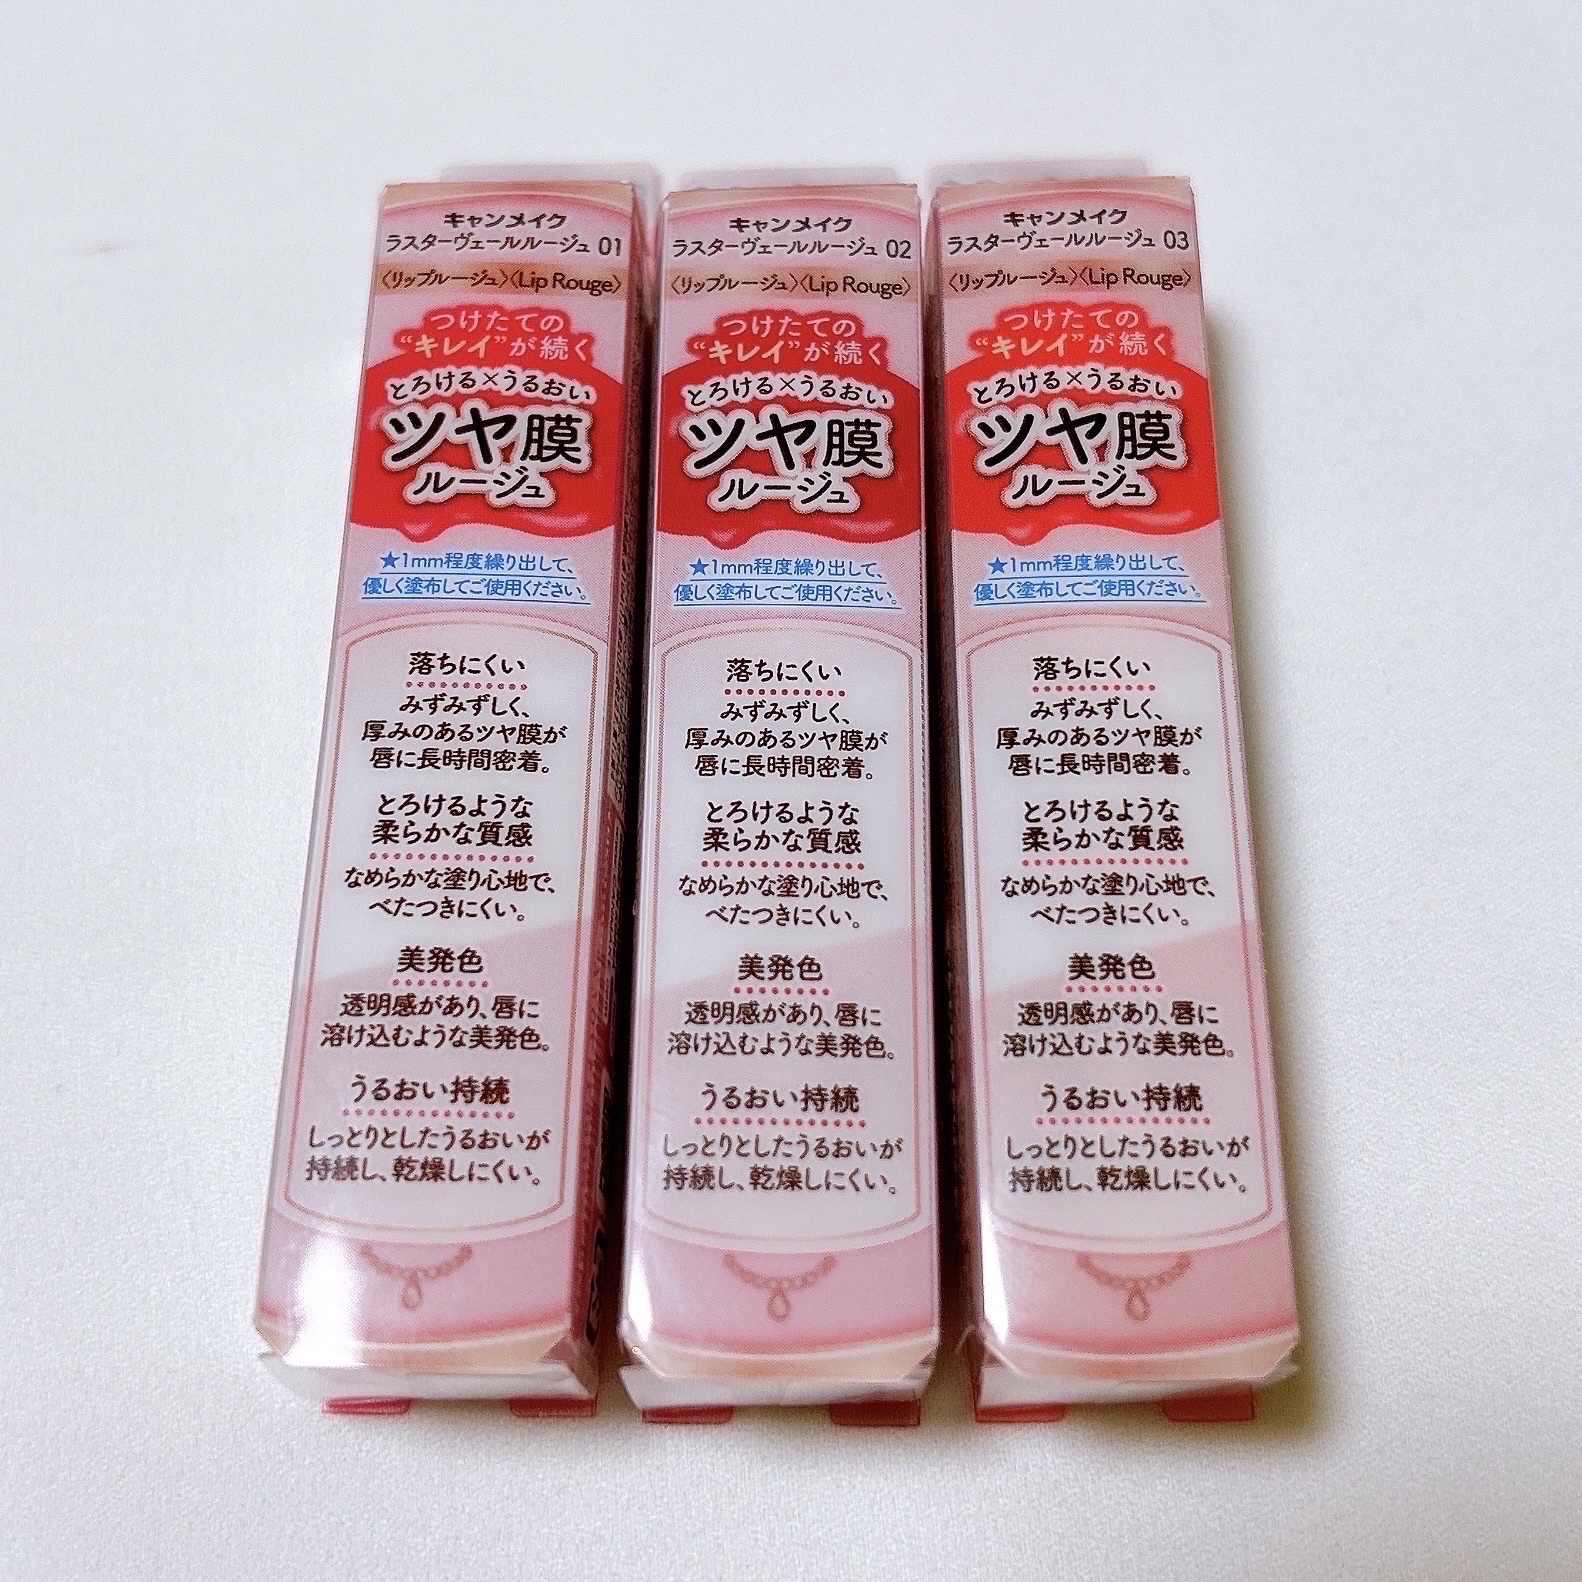 キャンメイク
ラスターヴェールルージュ 01
〈リップルージュ〉〈Lip Rouge〉
つけたての
“キレイ”が続く
とろける×うるおい
ツヤ膜
ルージュ
★1mm程度繰り出して、
優しく塗布してご使用ください。
落ちにくい
みずみずしく、
厚みのあるツヤ膜が
唇に長時間密着。
とろけるような
柔らかな質感
なめらかな塗り心地で、
べたつきにくい。
美発色
透明感があり、唇に
溶け込むような美発色。
うるおい持続
しっとりとしたうるおいが
持続し、乾燥しにくい。
キャンメイク
ラスターヴェールルージュ 02
〈リップルージュ〉〈Lip Rouge〉
つけたての
“キレイ”が続く
とろける×うるおい
ツヤ膜
ルージュ
★1mm程度繰り出して、
優しく塗布してご使用ください。
落ちにくい
みずみずしく、
厚みのあるツヤ膜が
唇に長時間密着。
とろけるような
柔らかな質感
なめらかな塗り心地で、
べたつきにくい。
美発色
透明感があり、唇に
溶け込むような美発色。
うるおい持続
しっとりとしたうるおいが
持続し、乾燥しにくい。
キャンメイク
ラスターヴェールルージュ 03
〈リップルージュ〉〈Lip Rouge〉
つけたての
“キレイ”が続く
とろける×うるおい
ツヤ膜
ルージュ
★1mm程度繰り出して、
優しく塗布してご使用ください。
落ちにくい
みずみずしく、
厚みのあるツヤ膜が
唇に長時間密着。
とろけるような
柔らかな質感
なめらかな塗り心地で、
べたつきにくい。
美発色
透明感があり、唇に
溶け込むような美発色。
うるおい持続
しっとりとしたうるおいが
持続し、乾燥しにくい。